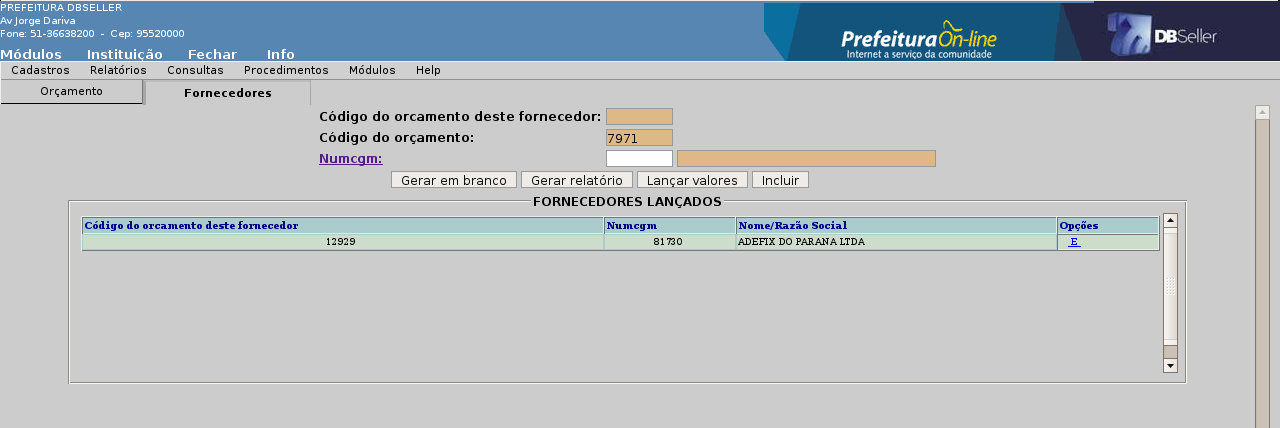 PREFEITURA DBSELLER
Av Jorge Dariva
Fone: 51-36638200 - Cep: 95520000
Módulos Instituição Fechar Info
Prefeitura On-line
Internet a serviço da comunidade
DBSeller
Cadastros Relatórios Consultas Procedimentos Módulos Help
Orçamento Fornecedores
Código do orcamento deste fornecedor:
Código do orçamento: 7971
Numcgm:
Gerar em branco Gerar relatório Lançar valores Incluir
FORNECEDORES LANÇADOS
Código do orcamento deste fornecedor Numcgm Nome/Razão Social Opções
12929 81730 ADEFIX DO PARANA LTDA E